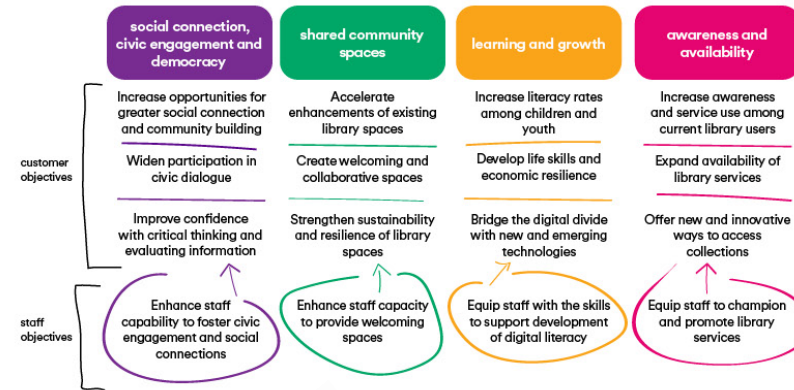 social connection,
civic engagement and
democracy
shared community
spaces
learning and growth
awareness and
availability
customer
objectives
Increase opportunities for
greater social connection
and community building
Widen participation in
civic dialogue
Improve confidence
with critical thinking and
evaluating information
Accelerate
enhancements of existing
library spaces
Create welcoming and
collaborative spaces
Strengthen sustainability
and resilience of library
spaces
Increase literacy rates
among children and
youth
Develop life skills and
economic resilience
Bridge the digital divide
with new and emerging
technologies
Increase awareness
and service use among
current library users
Expand availability of
library services
Offer new and innovative
ways to access
collections
staff
objectives
Enhance staff
capability to foster civic
engagement and social
connections
Enhance staff capacity
to provide welcoming
spaces
Equip staff with the skills
to support development
of digital literacy
Equip staff to champion
and promote library
services